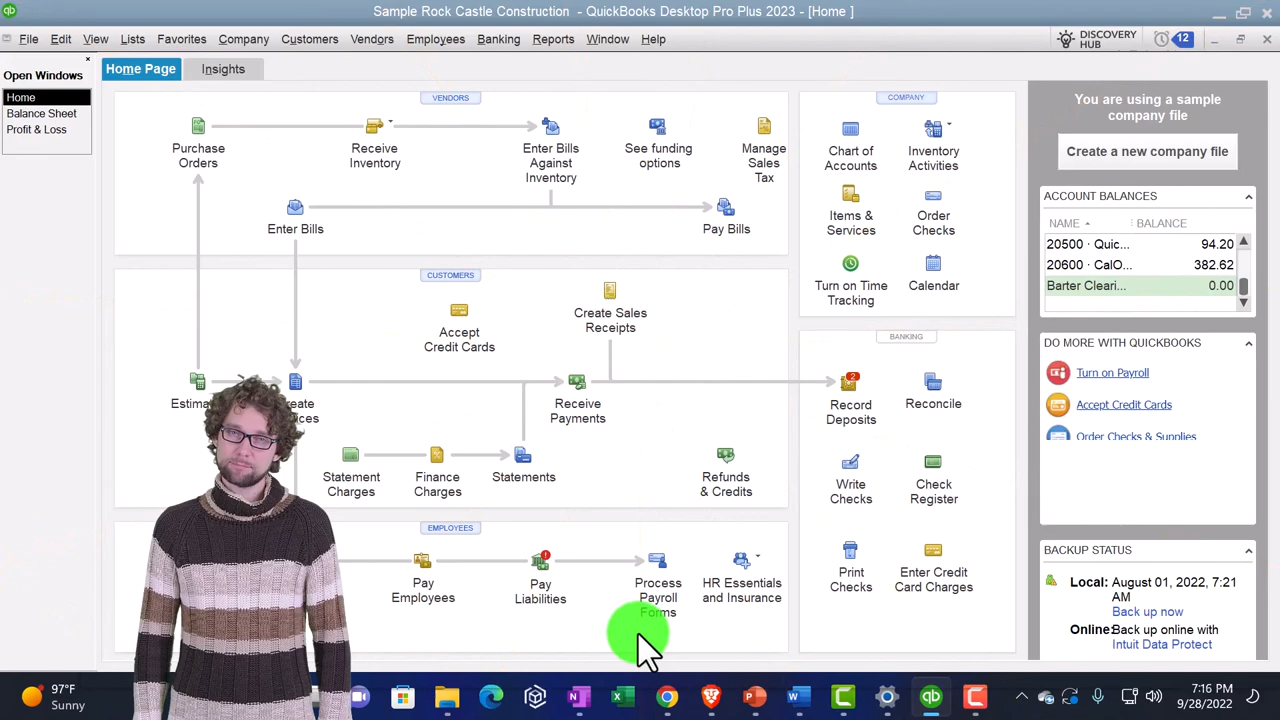 Sample Rock Castle Construction - QuickBooks Desktop Pro Plus 2023 - [Home ]
File Edit View Lists Favorites Company Customers Vendors Employees Banking Reports Window Help
DISCOVERY
HUB
12
Open Windows
Home
Balance Sheet
Profit & Loss
Home Page
Insights
VENDORS
Purchase
Orders
Receive
Inventory
Enter Bills
Against
Inventory
See funding
options
Manage
Sales
Tax
Enter Bills
Pay Bills
CUSTOMERS
Accept
Credit Cards
Create Sales
Receipts
Receive
Payments
Statement
Charges
Finance
Charges
Statements
Refunds
& Credits
EMPLOYEES
Pay
Employees
Pay
Liabilities
Process
Payroll
Forms
HR Essentials
and Insurance
COMPANY
Chart of
Accounts
Inventory
Activities
Items &
Services
Order
Checks
Turn on Time
Tracking
Calendar
BANKING
2
Record
Deposits
Reconcile
Write
Checks
Check
Register
Print
Checks
Enter Credit
Card Charges
You are using a sample
company file
Create a new company file
ACCOUNT BALANCES
NAME BALANCE
20500 · Quic... 94.20
20600 · CalO... 382.62
Barter Cleari... 0.00
DO MORE WITH QUICKBOOKS
Turn on Payroll
Accept Credit Cards
Order Checks & Supplies
BACKUP STATUS
Local: August 01, 2022, 7:21
AM
Back up now
Online: Back up online with
Intuit Data Protect
97°F
Sunny
7:16 PM
9/28/2022